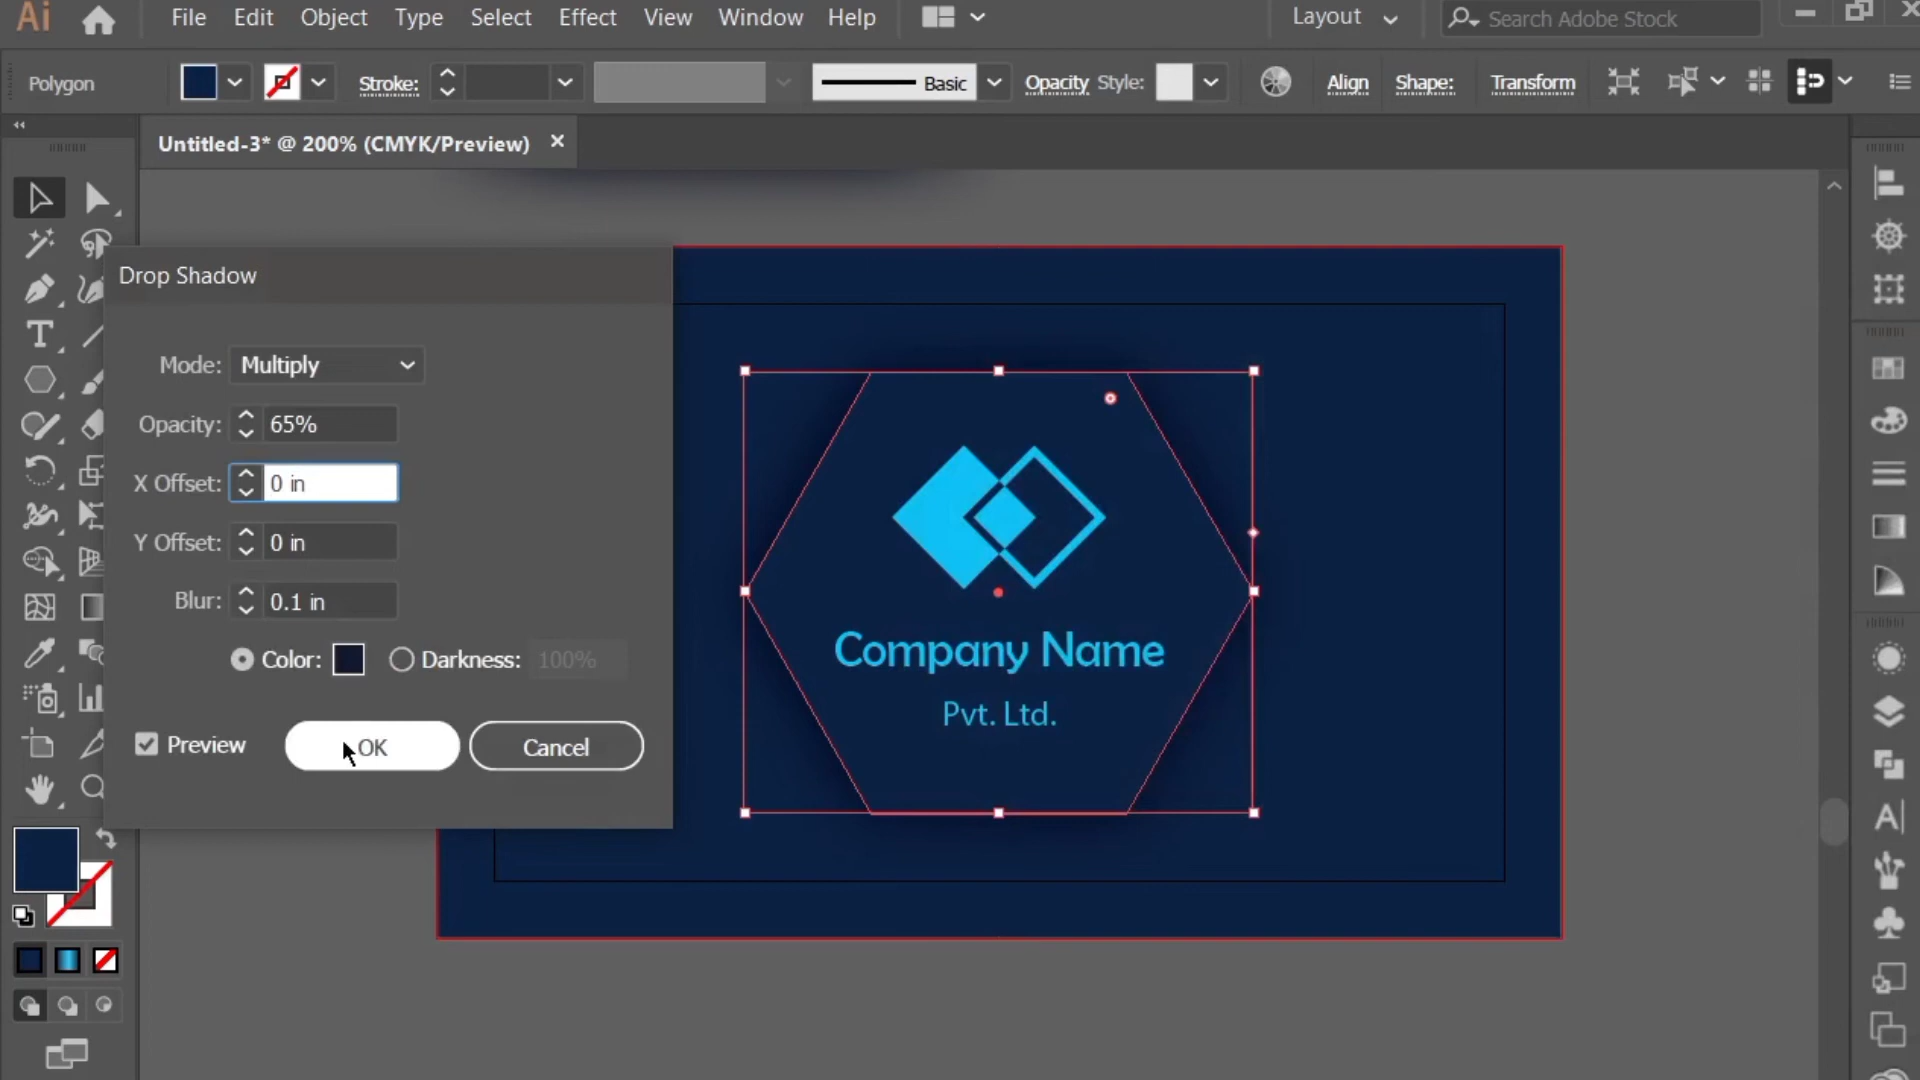 Ai File Edit Object Type Select Effect View Window Help Layout Search Adobe Stock
Polygon Stroke: Basic Opacity Style: Align Shape: Transform
Untitled-3* @ 200% (CMYK/Preview)
Drop Shadow
Mode: Multiply
Opacity: 65%
X Offset: 0 in
Y Offset: 0 in
Blur: 0.1 in
Color: Darkness: 100%
Preview OK Cancel
Company Name
Pvt. Ltd.